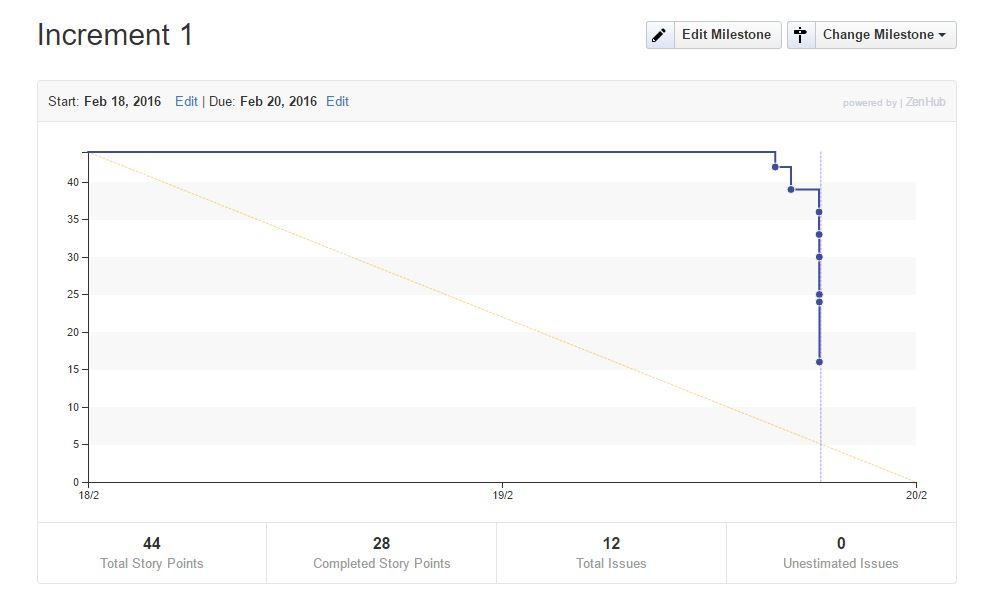 Increment 1
Edit Milestone
Change Milestone
Start: Feb 18, 2016 Edit | Due: Feb 20, 2016 Edit
powered by | ZenHub
40
35
30
25
20
15
10
5
0
18/2 19/2 20/2
44 28 12 0
Total Story Points Completed Story Points Total Issues Unestimated Issues